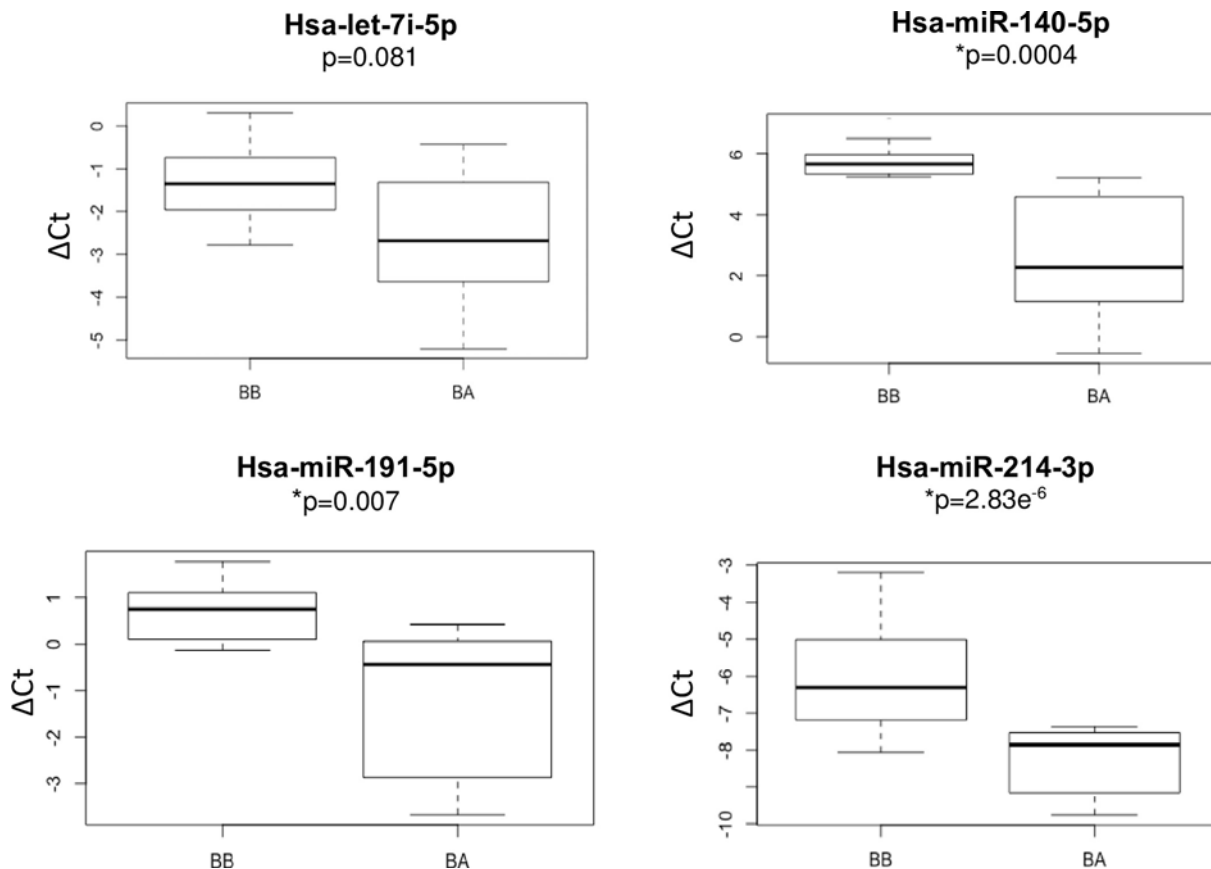 Hsa-let-7i-5p
p=0.081
ΔCt
0
-1
-2
-3
-4
-5
BB
BA
Hsa-miR-140-5p
*p=0.0004
ΔCt
6
4
2
0
BB
BA
Hsa-miR-191-5p
*p=0.007
ΔCt
1
0
-1
-2
-3
BB
BA
Hsa-miR-214-3p
*p=2.83e-6
ΔCt
-3
-4
-5
-6
-7
-8
-10
BB
BA